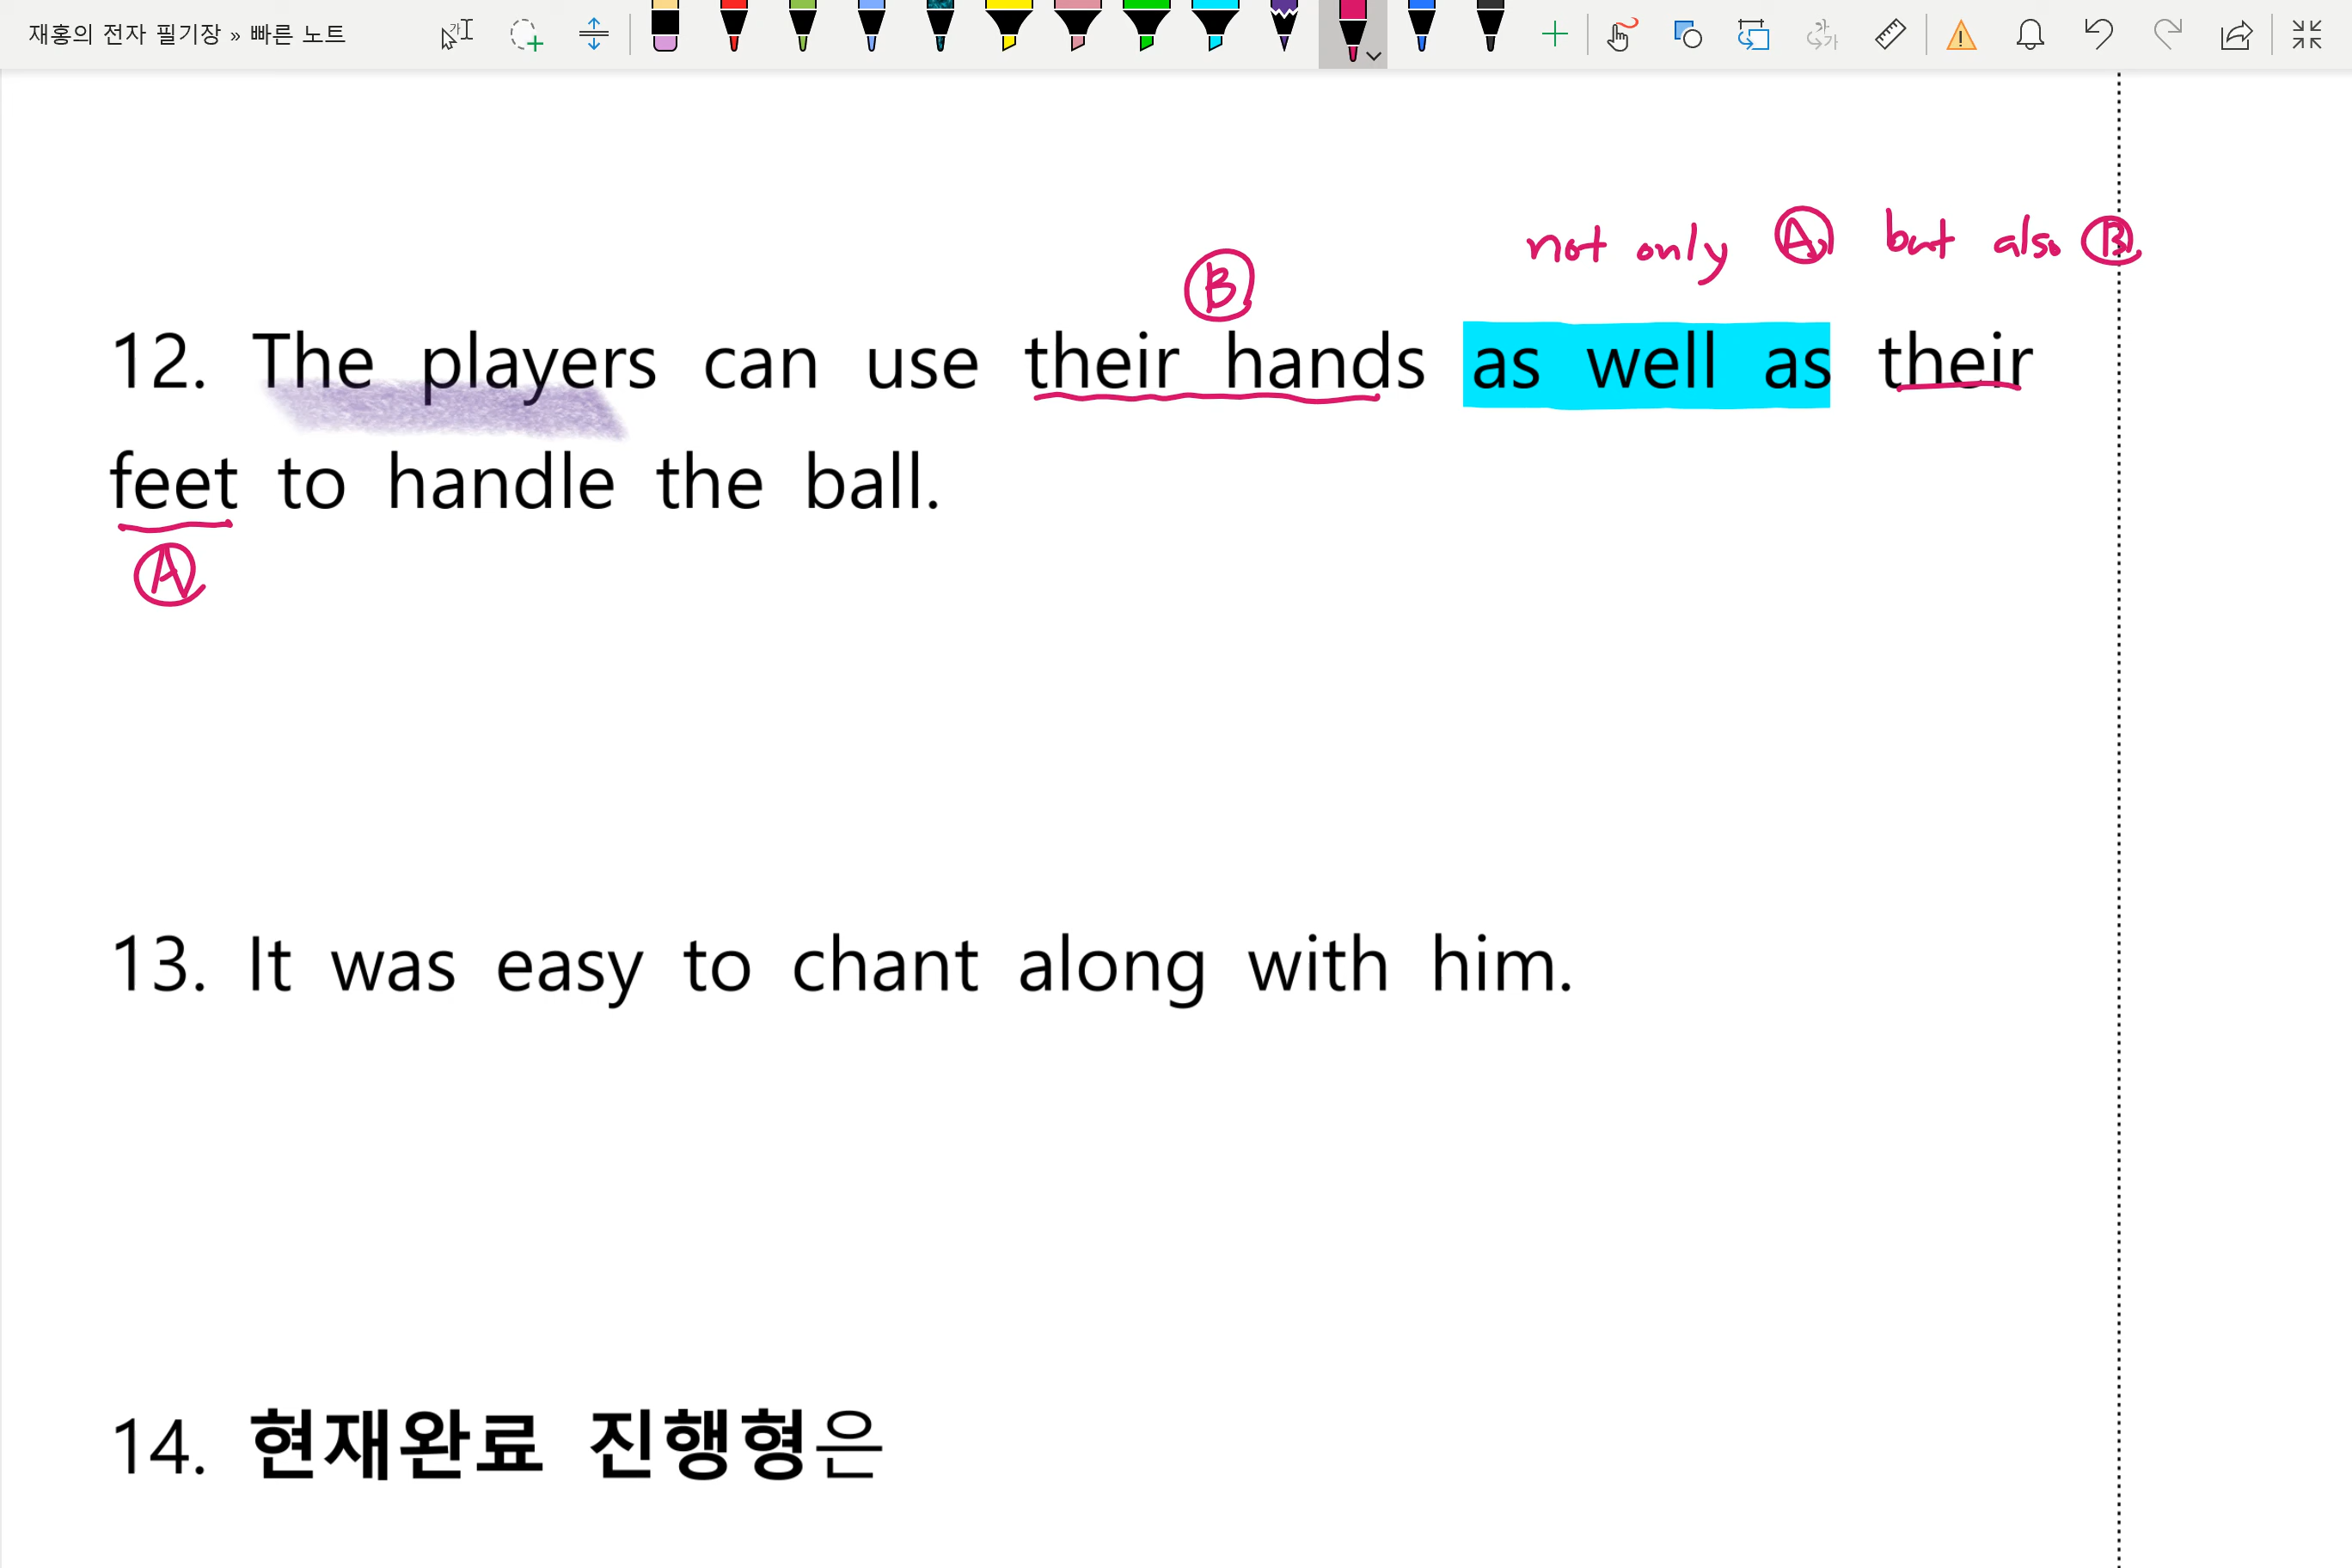 재홍의 전자 필기장 » 빠른 노트
not only Ⓐ but also Ⓑ
Ⓑ
12. The players can use their hands as well as their
feet to handle the ball.
Ⓐ
13. It was easy to chant along with him.
14. 현재완료 진행형은